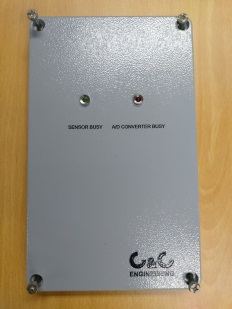 SENSOR BUSY A/D CONVERTER BUSY
C&C
ENGINEERING